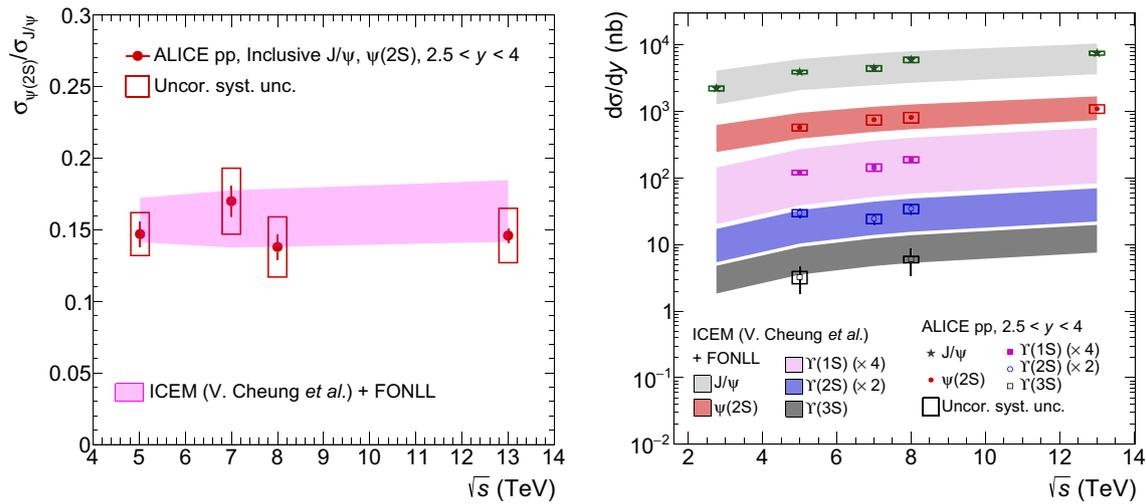 σψ(2S)/σJ/ψ
0.3
0.25
0.2
0.15
0.1
0.05
0
ALICE pp, Inclusive J/ψ, ψ(2S), 2.5 < y < 4
Uncor. syst. unc.
ICEM (V. Cheung et al.) + FONLL
4 5 6 7 8 9 10 11 12 13 14
√s (TeV)
dσ/dy (nb)
10⁴
10³
10²
10
1
10⁻¹
10⁻²
ICEM (V. Cheung et al.)
+ FONLL
J/ψ
ψ(2S)
ϒ(1S) (× 4)
ϒ(2S) (× 2)
ϒ(3S)
ALICE pp, 2.5 < y < 4
J/ψ
ψ(2S)
ϒ(1S) (× 4)
ϒ(2S) (× 2)
ϒ(3S)
Uncor. syst. unc.
2 4 6 8 10 12 14
√s (TeV)